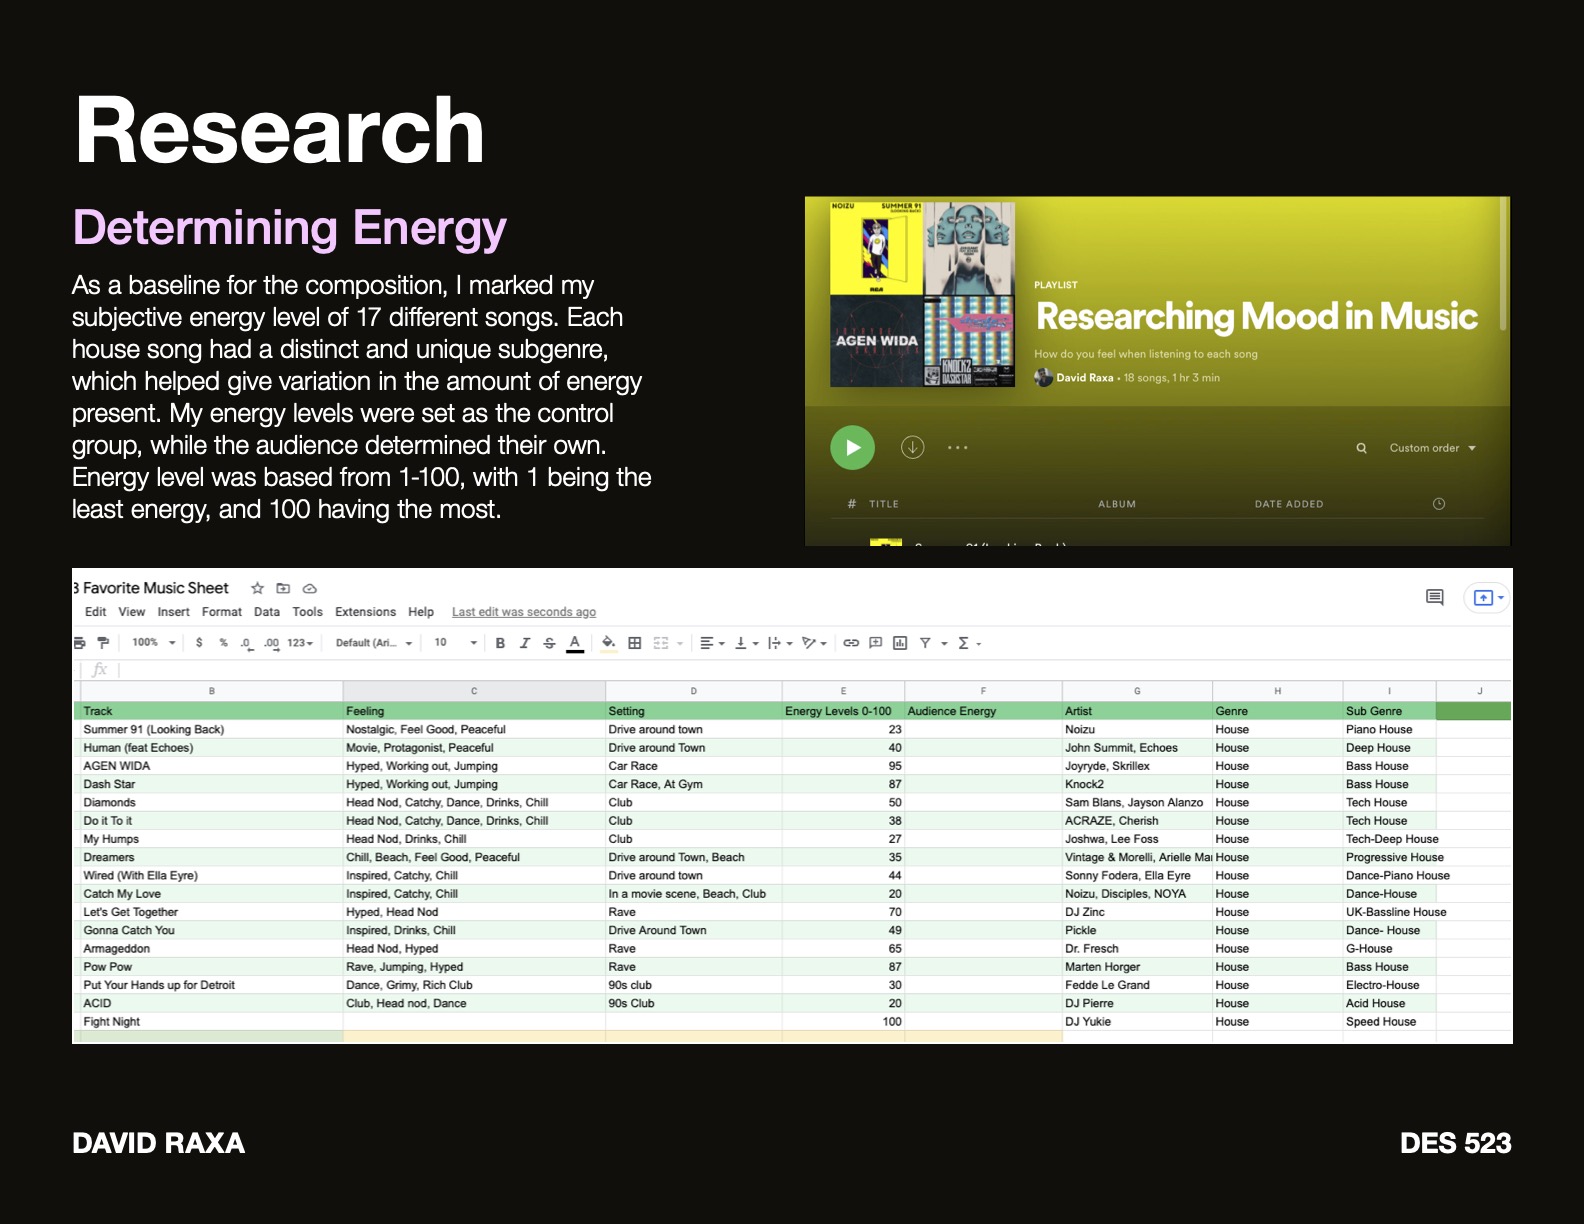 Research
Determining Energy
As a baseline for the composition, I marked my
subjective energy level of 17 different songs. Each
house song had a distinct and unique subgenre,
which helped give variation in the amount of energy
present. My energy levels were set as the control
group, while the audience determined their own.
Energy level was based from 1-100, with 1 being the
least energy, and 100 having the most.
NOIZU SUMMER 91
(LOOKING BACK)
RCA
AGEN WIDA
KNOCK2
DASHSTAR
PLAYLIST
Researching Mood in Music
How do you feel when listening to each song
David Raxa • 18 songs, 1 hr 3 min
Custom order
# TITLE ALBUM DATE ADDED
3 Favorite Music Sheet
Edit View Insert Format Data Tools Extensions Help Last edit was seconds ago
100% $ % .0 .00 123 Default (Ari... 10 B I S A
fx
B C D E F G H I J
Track Feeling Setting Energy Levels 0-100 Audience Energy Artist Genre Sub Genre
Summer 91 (Looking Back) Nostalgic, Feel Good, Peaceful Drive around town 23 Noizu House Piano House
Human (feat Echoes) Movie, Protagonist, Peaceful Drive around Town 40 John Summit, Echoes House Deep House
AGEN WIDA Hyped, Working out, Jumping Car Race 95 Joyryde, Skrillex House Bass House
Dash Star Hyped, Working out, Jumping Car Race, At Gym 87 Knock2 House Bass House
Diamonds Head Nod, Catchy, Dance, Drinks, Chill Club 50 Sam Blans, Jayson Alanzo House Tech House
Do it To it Head Nod, Catchy, Dance, Drinks, Chill Club 38 ACRAZE, Cherish House Tech House
My Humps Head Nod, Drinks, Chill Club 27 Joshwa, Lee Foss House Tech-Deep House
Dreamers Chill, Beach, Feel Good, Peaceful Drive around Town, Beach 35 Vintage & Morelli, Arielle Mar House Progressive House
Wired (With Ella Eyre) Inspired, Catchy, Chill Drive around town 44 Sonny Fodera, Ella Eyre House Dance-Piano House
Catch My Love Inspired, Catchy, Chill In a movie scene, Beach, Club 20 Noizu, Disciples, NOYA House Dance-House
Let's Get Together Hyped, Head Nod Rave 70 DJ Zinc House UK-Bassline House
Gonna Catch You Inspired, Drinks, Chill Drive Around Town 49 Pickle House Dance- House
Armageddon Head Nod, Hyped Rave 65 Dr. Fresch House G-House
Pow Pow Rave, Jumping, Hyped Rave 87 Marten Horger House Bass House
Put Your Hands up for Detroit Dance, Grimy, Rich Club 90s club 30 Fedde Le Grand House Electro-House
ACID Club, Head nod, Dance 90s Club 20 DJ Pierre House Acid House
Fight Night 100 DJ Yukie House Speed House
DAVID RAXA DES 523